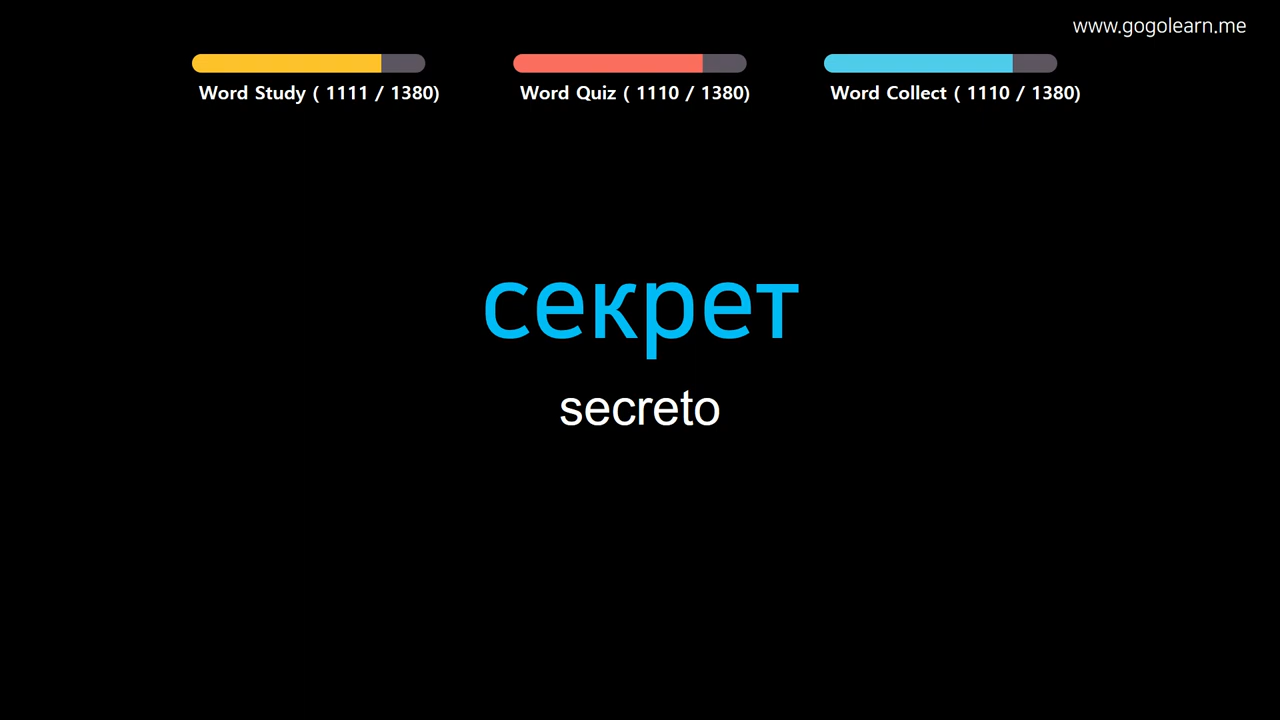 www.gogolearn.me
Word Study ( 1111 / 1380)
Word Quiz ( 1110 / 1380)
Word Collect ( 1110 / 1380)
секрет
secreto